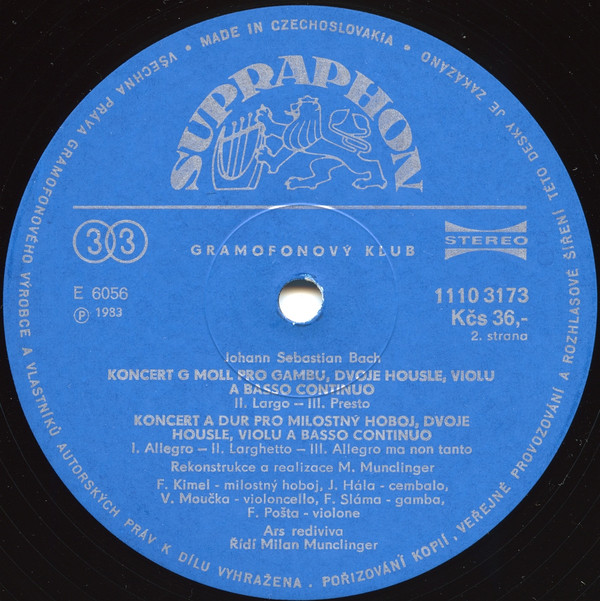 VŠECHNA PRÁVA GRAMOFONOVÉHO VÝROBCE A VLASTNÍKŮ AUTORSKÝCH PRÁV K DÍLU VYHRAŽENA . POŘIZOVÁNÍ KOPIÍ, VEŘEJNÉ PROVOZOVÁNÍ A ROZHLASOVÉ ŠÍŘENÍ TÉTO DESKY JE ZAKÁZÁNO
• MADE IN CZECHOSLOVAKIA •
SUPRAPHON
33
GRAMOFONOVÝ KLUB
STEREO
E 6056
Ⓟ 1983
1110 3173
Kčs 36,-
2. strana
Johann Sebastian Bach
KONCERT G MOLL PRO GAMBU, DVOJE HOUSLE, VIOLU
A BASSO CONTINUO
II. Largo – III. Presto
KONCERT A DUR PRO MILOSTNÝ HOBOJ, DVOJE
HOUSLE, VIOLU A BASSO CONTINUO
I. Allegro – II. Larghetto – III. Allegro ma non tanto
Rekonstrukce a realizace M. Munclinger
F. Kimel - milostný hoboj, J. Hála - cembalo,
V. Moučka - violoncello, F. Sláma - gamba,
F. Pošta - violone
Ars rediviva
Řídí Milan Munclinger